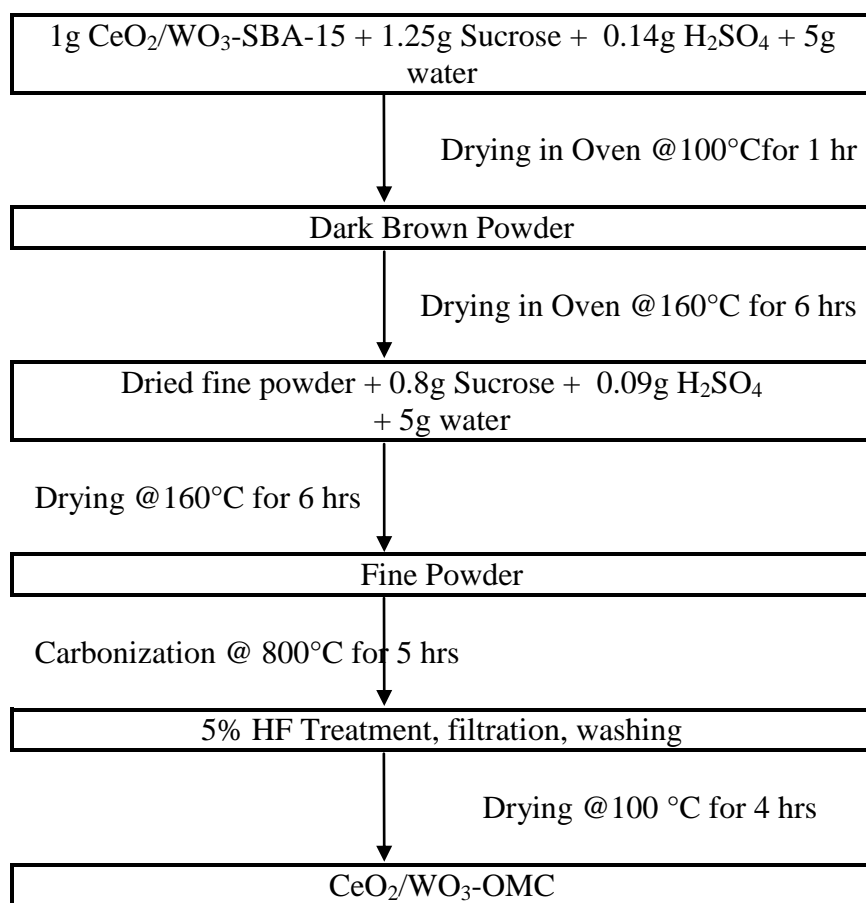 1g CeO₂/WO₃-SBA-15 + 1.25g Sucrose + 0.14g H₂SO₄ + 5g
water
Drying in Oven @100°Cfor 1 hr
Dark Brown Powder
Drying in Oven @160°C for 6 hrs
Dried fine powder + 0.8g Sucrose + 0.09g H₂SO₄
+ 5g water
Drying @160°C for 6 hrs
Fine Powder
Carbonization @ 800°C for 5 hrs
5% HF Treatment, filtration, washing
Drying @100 °C for 4 hrs
CeO₂/WO₃-OMC